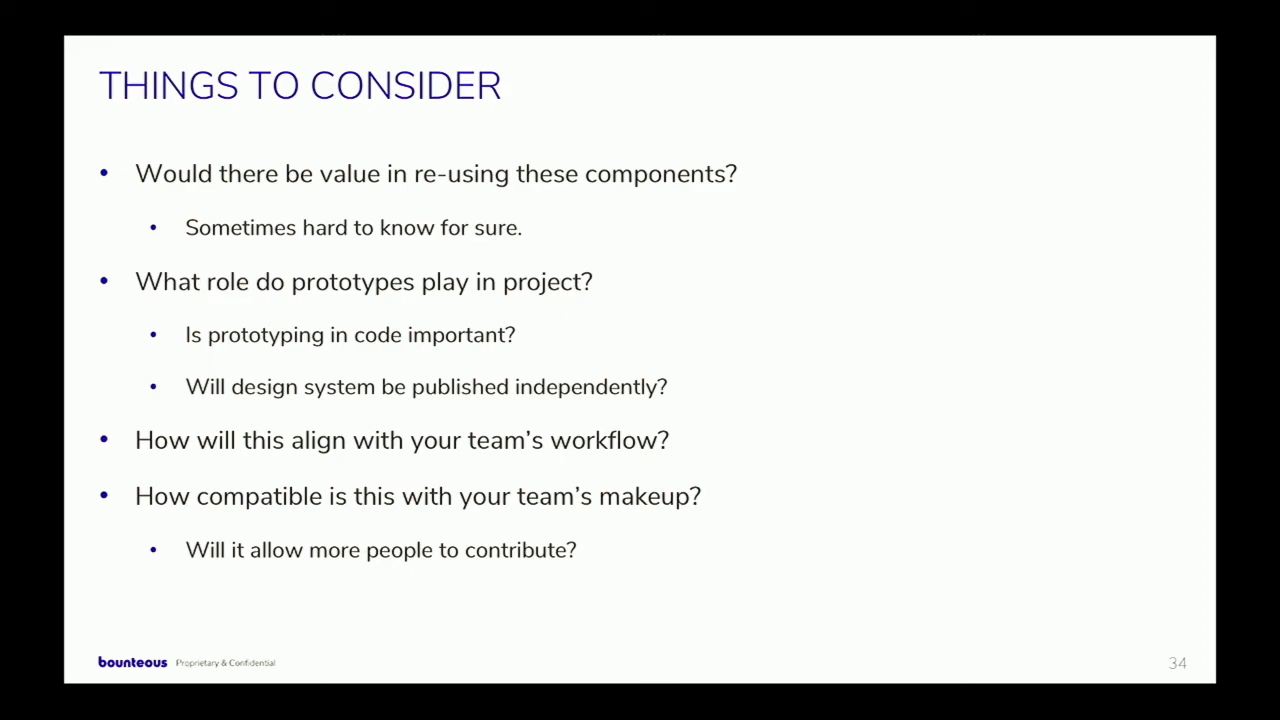 THINGS TO CONSIDER
• Would there be value in re-using these components?
• Sometimes hard to know for sure.
• What role do prototypes play in project?
• Is prototyping in code important?
• Will design system be published independently?
• How will this align with your team’s workflow?
• How compatible is this with your team’s makeup?
• Will it allow more people to contribute?
bounteous Proprietary & Confidential
34